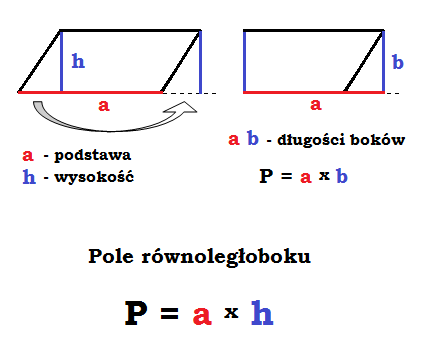 h
a
a - podstawa
h - wysokość
b
a
a b - długości boków
P = a x b
Pole równoległoboku
P = a x h